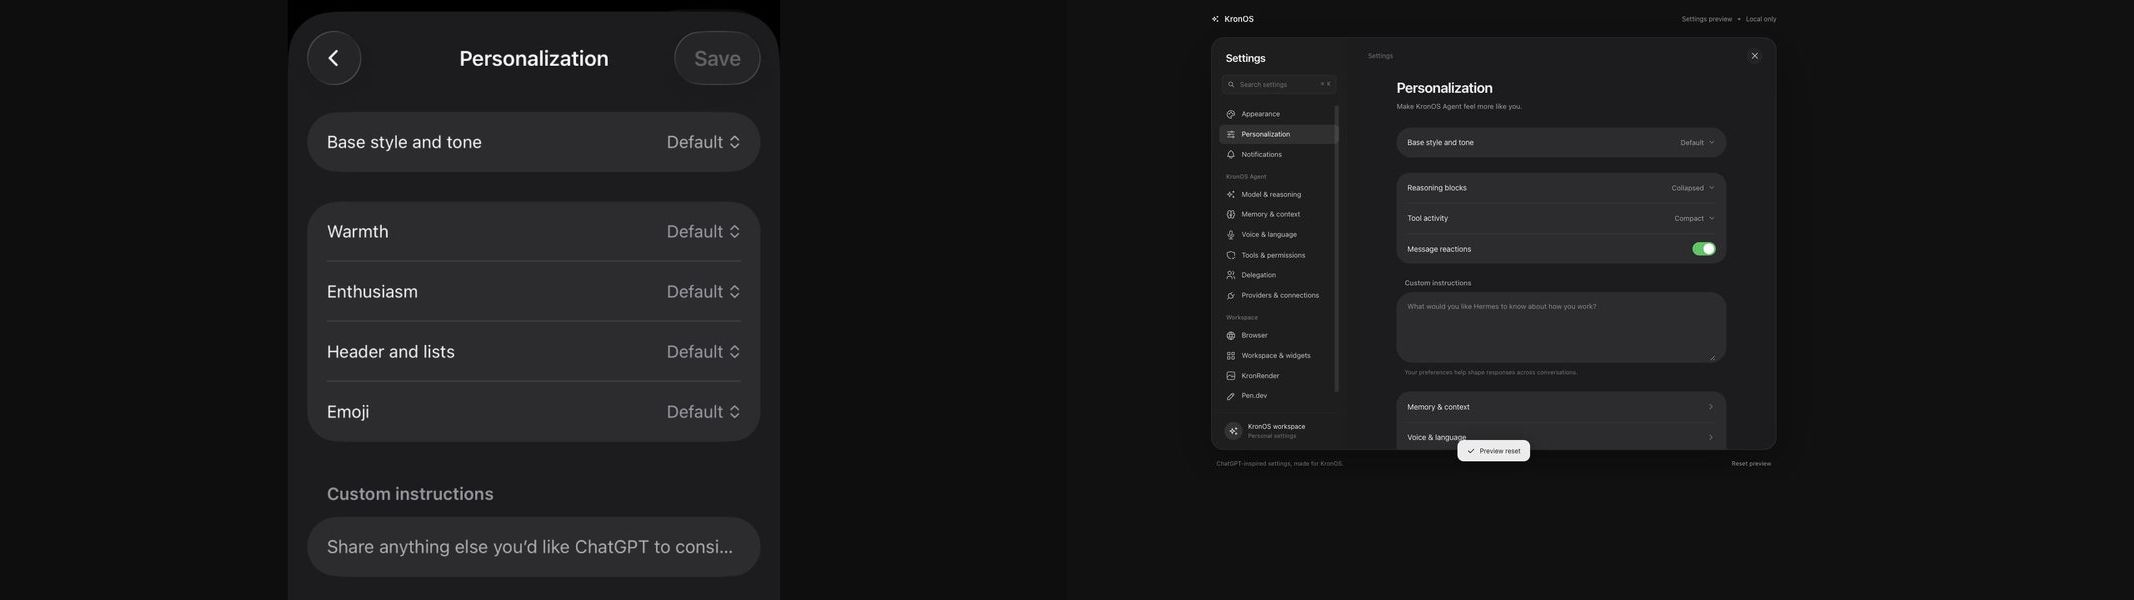 Personalization
Save
Base style and tone
Default
Warmth
Default
Enthusiasm
Default
Header and lists
Default
Emoji
Default
Custom instructions
Share anything else you'd like ChatGPT to consi...
KronOS
Settings preview • Local only
Settings
Search settings
⌘ K
Appearance
Personalization
Notifications
KronOS Agent
Model & reasoning
Memory & context
Voice & language
Tools & permissions
Delegation
Providers & connections
Workspace
Browser
Workspace & widgets
KronRender
Pen.dev
KronOS workspace
Personal settings
Settings
Personalization
Make KronOS Agent feel more like you.
Base style and tone
Default
Reasoning blocks
Collapsed
Tool activity
Compact
Message reactions
Custom instructions
What would you like Hermes to know about how you work?
Your preferences help shape responses across conversations.
Memory & context
Voice & language
Preview reset
ChatGPT-inspired settings, made for KronOS.
Reset preview